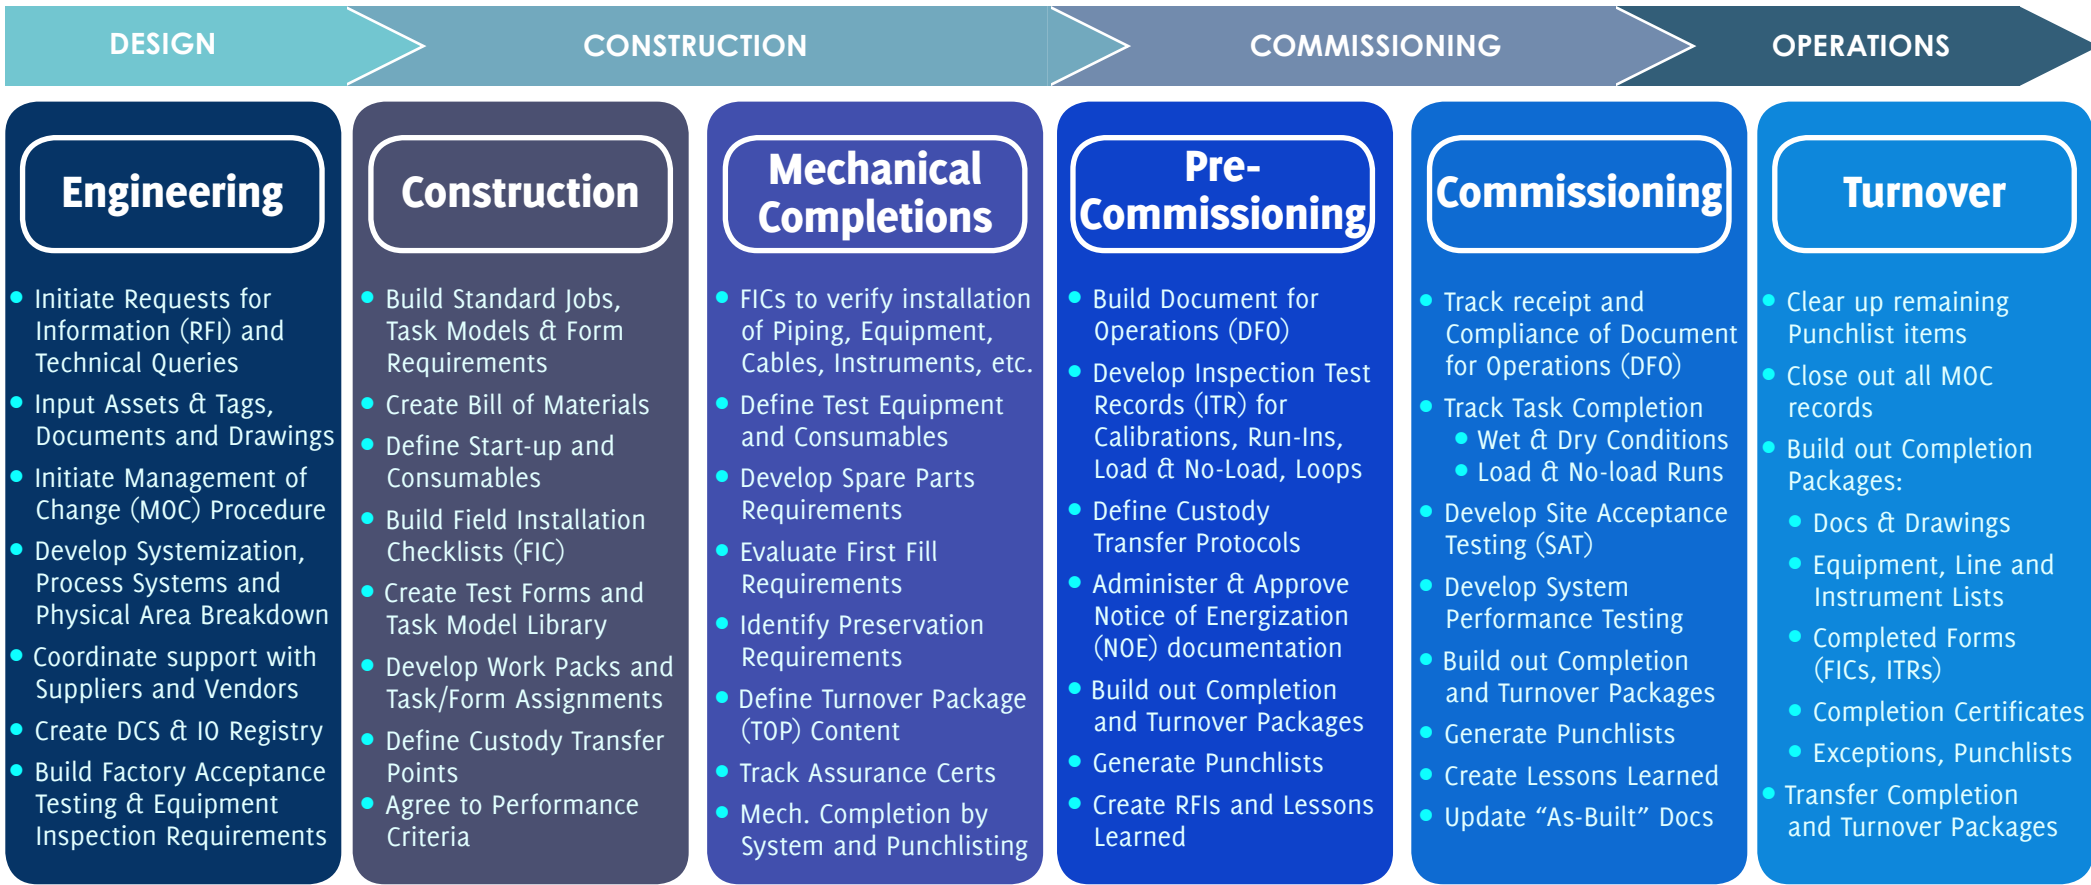 DESIGN
CONSTRUCTION
COMMISSIONING
OPERATIONS
Engineering
• Initiate Requests for
Information (RFI) and
Technical Queries
• Input Assets & Tags,
Documents and Drawings
• Initiate Management of
Change (MOC) Procedure
• Develop Systemization,
Process Systems and
Physical Area Breakdown
• Coordinate support with
Suppliers and Vendors
• Create DCS & IO Registry
• Build Factory Acceptance
Testing & Equipment
Inspection Requirements
Construction
• Build Standard Jobs,
Task Models & Form
Requirements
• Create Bill of Materials
• Define Start-up and
Consumables
• Build Field Installation
Checklists (FIC)
• Create Test Forms and
Task Model Library
• Develop Work Packs and
Task/Form Assignments
• Define Custody Transfer
Points
• Agree to Performance
Criteria
Mechanical
Completions
• FICs to verify installation
of Piping, Equipment,
Cables, Instruments, etc.
• Define Test Equipment
and Consumables
• Develop Spare Parts
Requirements
• Evaluate First Fill
Requirements
• Identify Preservation
Requirements
• Define Turnover Package
(TOP) Content
• Track Assurance Certs
• Mech. Completion by
System and Punchlisting
Pre-
Commissioning
• Build Document for
Operations (DFO)
• Develop Inspection Test
Records (ITR) for
Calibrations, Run-Ins,
Load & No-Load, Loops
• Define Custody
Transfer Protocols
• Administer & Approve
Notice of Energization
(NOE) documentation
• Build out Completion
and Turnover Packages
• Generate Punchlists
• Create RFIs and Lessons
Learned
Commissioning
• Track receipt and
Compliance of Document
for Operations (DFO)
• Track Task Completion
• Wet & Dry Conditions
• Load & No-load Runs
• Develop Site Acceptance
Testing (SAT)
• Develop System
Performance Testing
• Build out Completion
and Turnover Packages
• Generate Punchlists
• Create Lessons Learned
• Update “As-Built” Docs
Turnover
• Clear up remaining
Punchlist items
• Close out all MOC
records
• Build out Completion
Packages:
• Docs & Drawings
• Equipment, Line and
Instrument Lists
• Completed Forms
(FICs, ITRs)
• Completion Certificates
• Exceptions, Punchlists
• Transfer Completion
and Turnover Packages